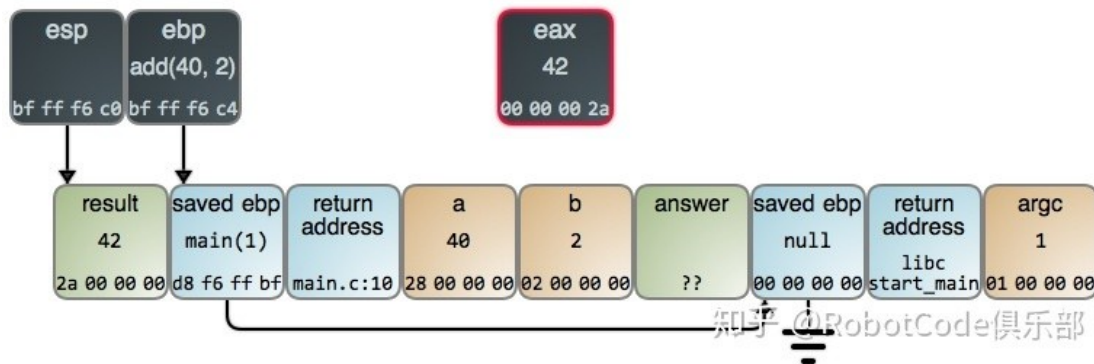 esp
bf ff f6 c0
ebp
add(40, 2)
bf ff f6 c4
eax
42
00 00 00 2a
result
42
2a 00 00 00
saved ebp
main(1)
d8 f6 ff bf
return
address
main.c:10
a
40
28 00 00 00
b
2
02 00 00 00
answer
??
saved ebp
null
00 00 00 00
return
address
libc
start_main
argc
1
01 00 00 00
知乎 @RobotCode俱乐部